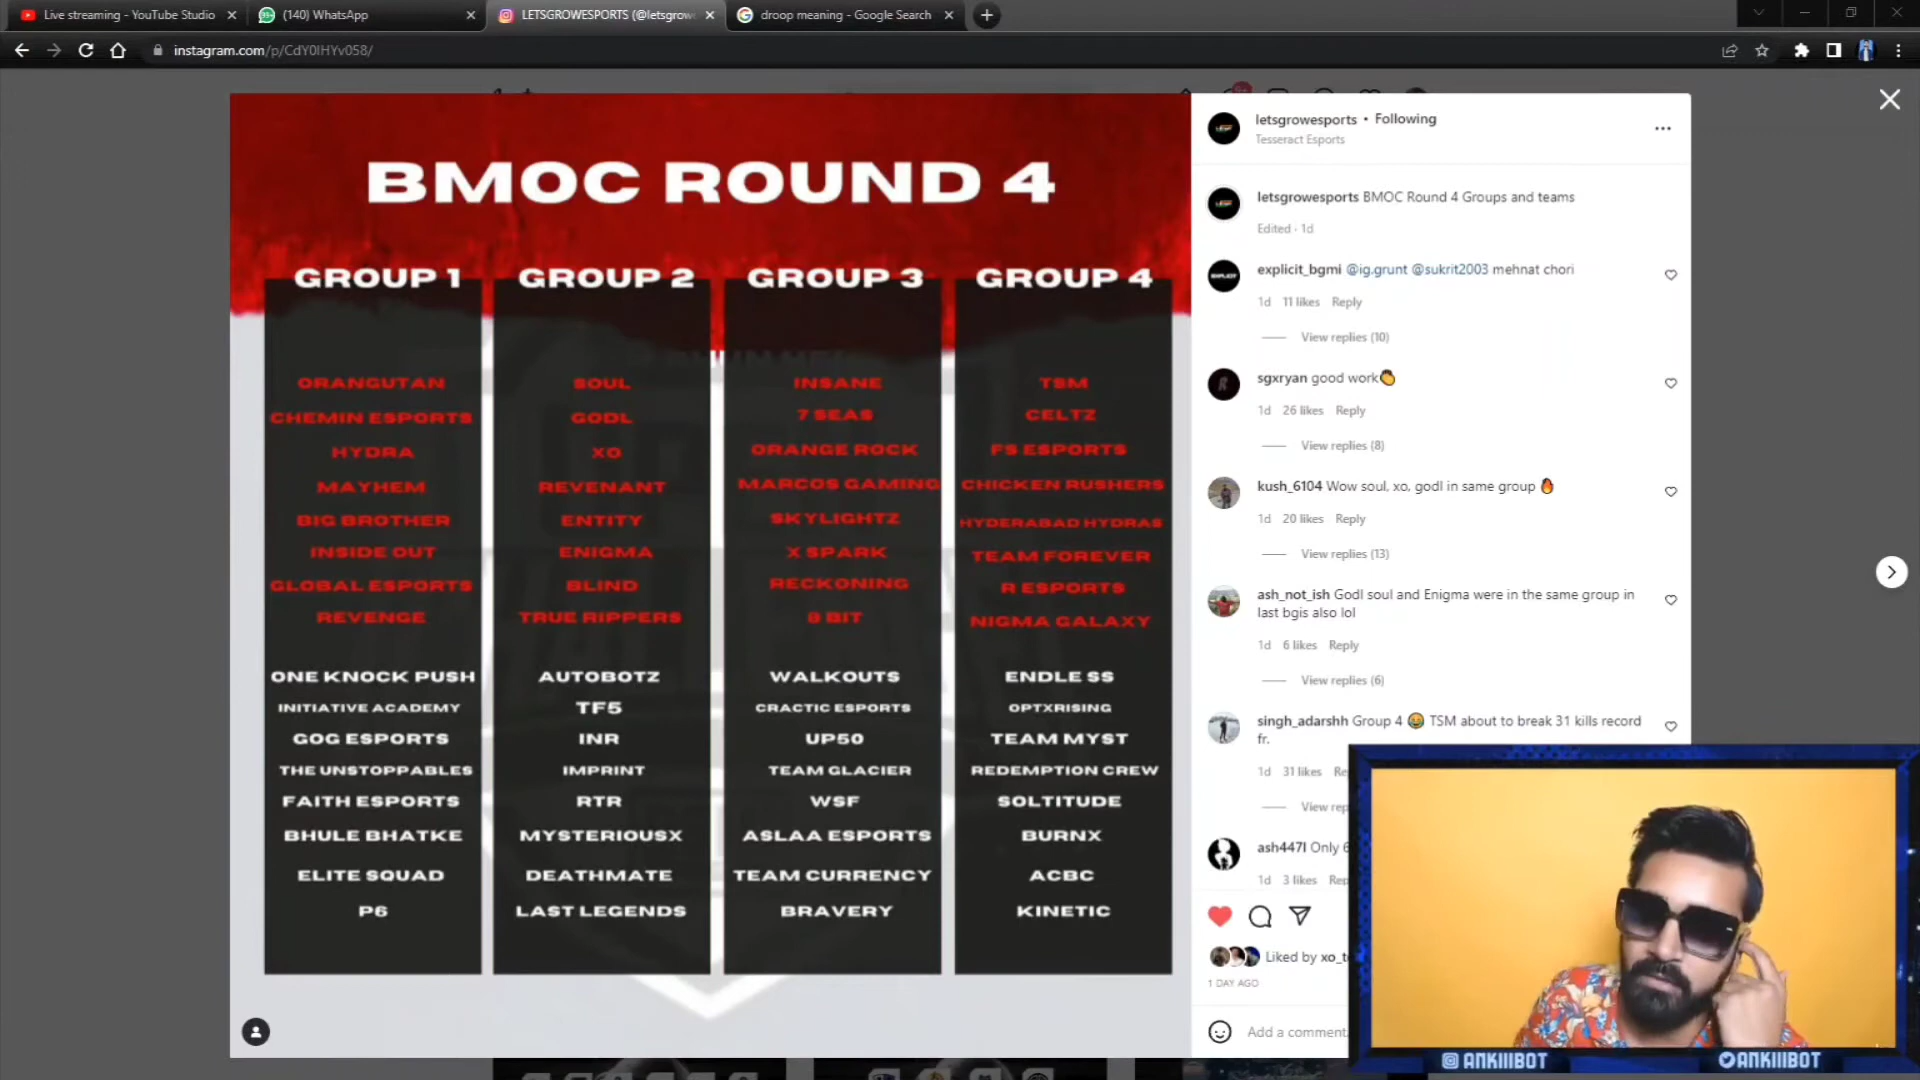 Live streaming - YouTube Studio
(140) WhatsApp
LETSGROWESPORTS (@letsgrow
droop meaning - Google Search
instagram.com/p/CdY0lHYv058/
BMOC ROUND 4
GROUP 1
ORANGUTAN
CHEMIN ESPORTS
HYDRA
MAYHEM
BIG BROTHER
INSIDE OUT
GLOBAL ESPORTS
REVENGE
ONE KNOCK PUSH
INITIATIVE ACADEMY
GOG ESPORTS
THE UNSTOPPABLES
FAITH ESPORTS
BHULE BHATKE
ELITE SQUAD
P6
GROUP 2
SOUL
GODL
XO
REVENANT
ENTITY
ENIGMA
BLIND
TRUE RIPPERS
AUTOBOTZ
TF5
INR
IMPRINT
RTR
MYSTERIOUSX
DEATHMATE
LAST LEGENDS
GROUP 3
INSANE
7 SEAS
ORANGE ROCK
MARCOS GAMING
SKYLIGHTZ
X SPARK
RECKONING
8 BIT
WALKOUTS
CRACTIC ESPORTS
UP50
TEAM GLACIER
WSF
ASLAA ESPORTS
TEAM CURRENCY
BRAVERY
GROUP 4
TSM
CELTZ
FS ESPORTS
CHICKEN RUSHERS
HYDERABAD HYDRAS
TEAM FOREVER
R ESPORTS
NIGMA GALAXY
ENDLE SS
OPTXRISING
TEAM MYST
REDEMPTION CREW
SOLTITUDE
BURNX
ACBC
KINETIC
letsgrowesports • Following
Tesseract Esports
letsgrowesports BMOC Round 4 Groups and teams
Edited · 1d
explicit_bgmi @ig.grunt @sukrit2003 mehnat chori
1d 11 likes Reply
View replies (10)
sgxryan good work👏
1d 26 likes Reply
View replies (8)
kush_6104 Wow soul, xo, godl in same group 🔥
1d 20 likes Reply
View replies (13)
ash_not_ish Godl soul and Enigma were in the same group in
last bgis also lol
1d 6 likes Reply
View replies (6)
singh_adarshh Group 4 😂 TSM about to break 31 kills record
fr.
1d 31 likes Re
View rep
ash447l Only 6
1d 3 likes Rep
Liked by xo_t
1 DAY AGO
Add a comment
ANKIIIBOT
ANKIIIBOT